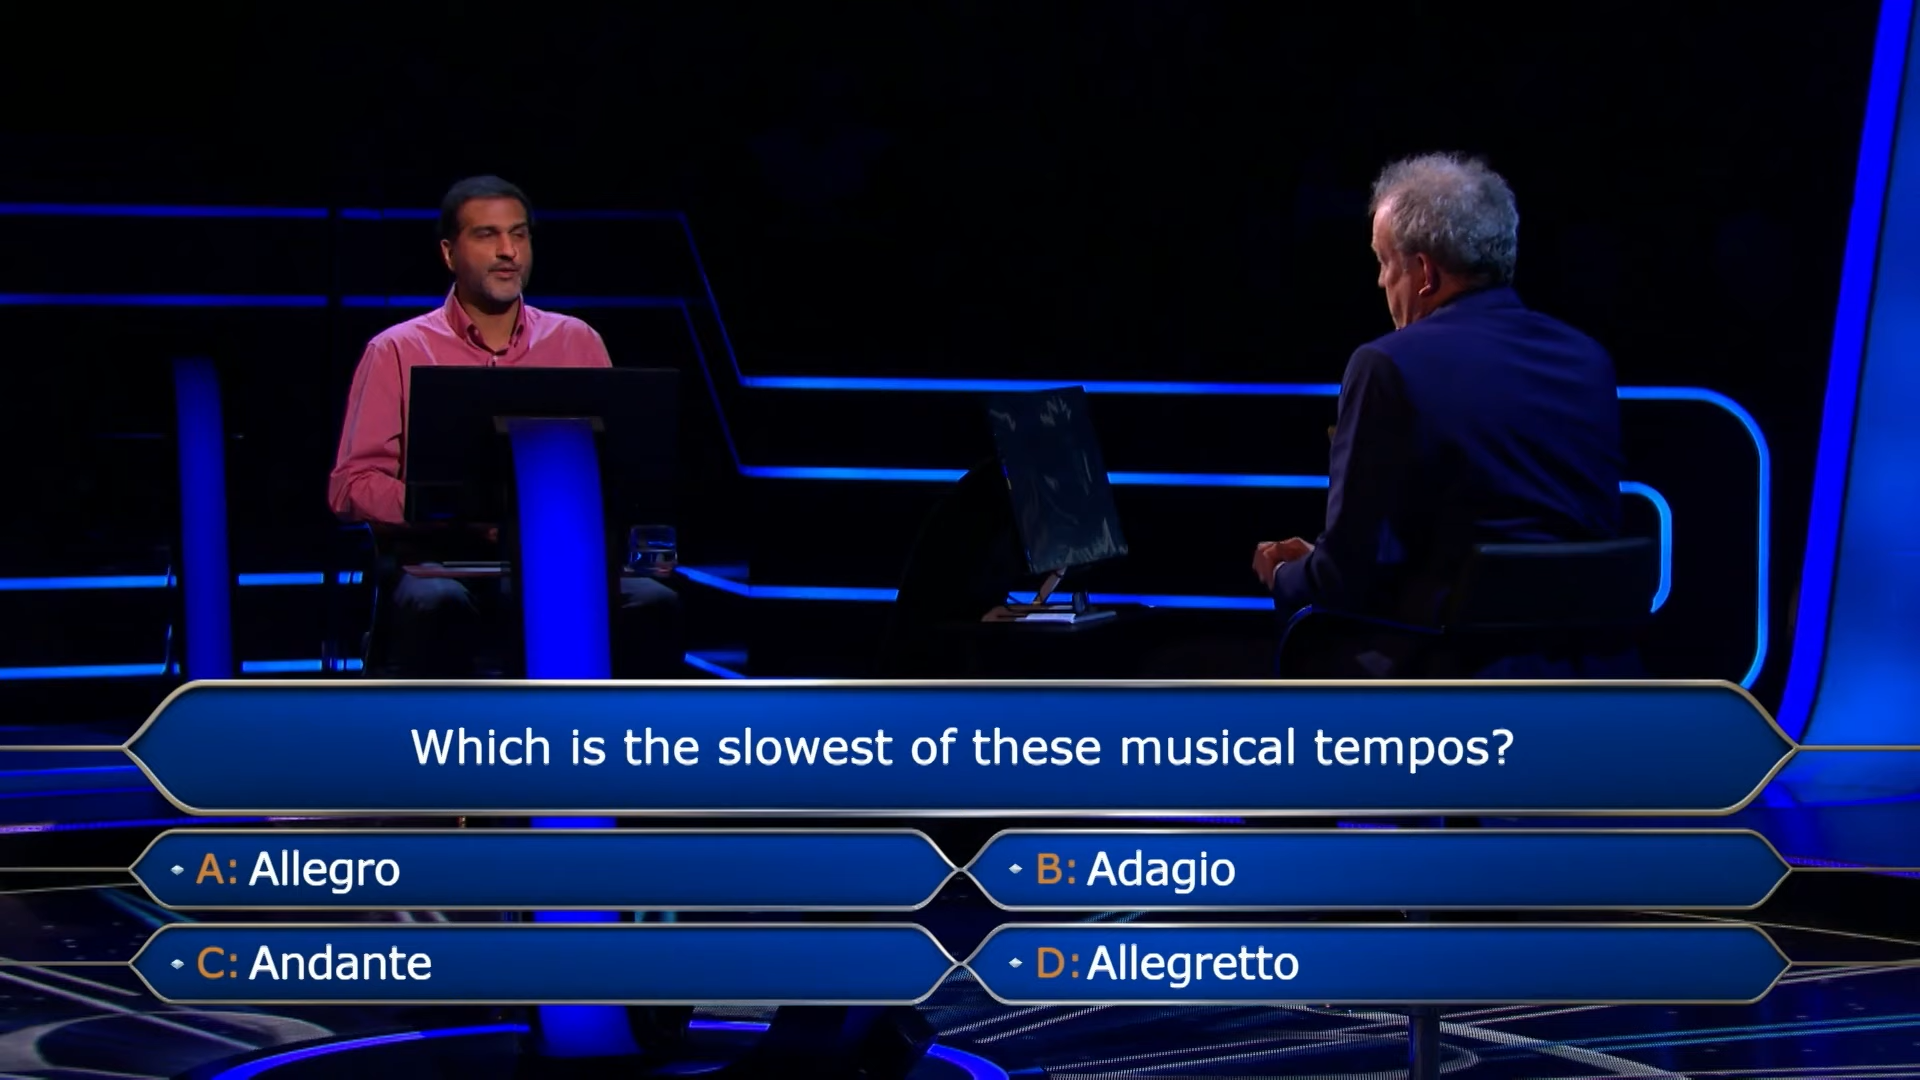 Which is the slowest of these musical tempos?
A: Allegro
B: Adagio
C: Andante
D: Allegretto